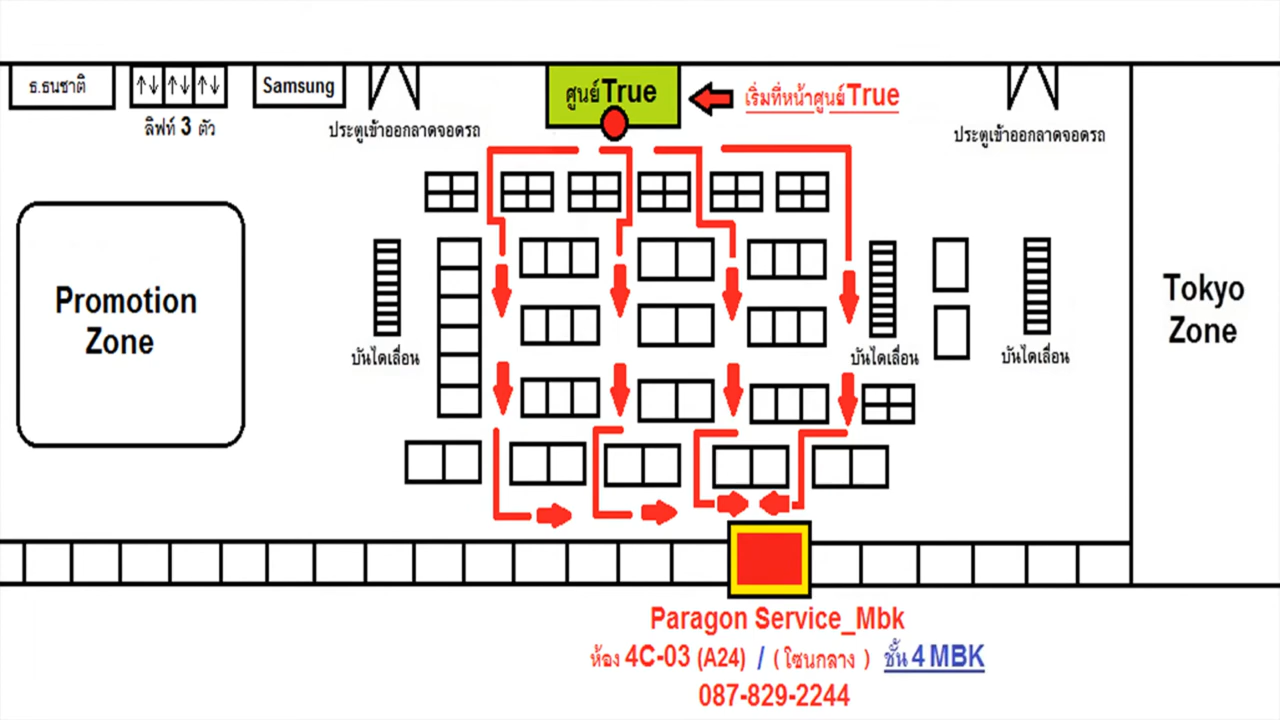 ธ.ธนชาติ
ลิฟท์ 3 ตัว
Samsung
ประตูเข้าออกลาดจอดรถ
ศูนย์True
เริ่มที่หน้าศูนย์True
ประตูเข้าออกลาดจอดรถ
Promotion
Zone
บันไดเลื่อน
บันไดเลื่อน
บันไดเลื่อน
Tokyo
Zone
Paragon Service_Mbk
ห้อง 4C-03 (A24) / ( โซนกลาง ) ชั้น 4 MBK
087-829-2244